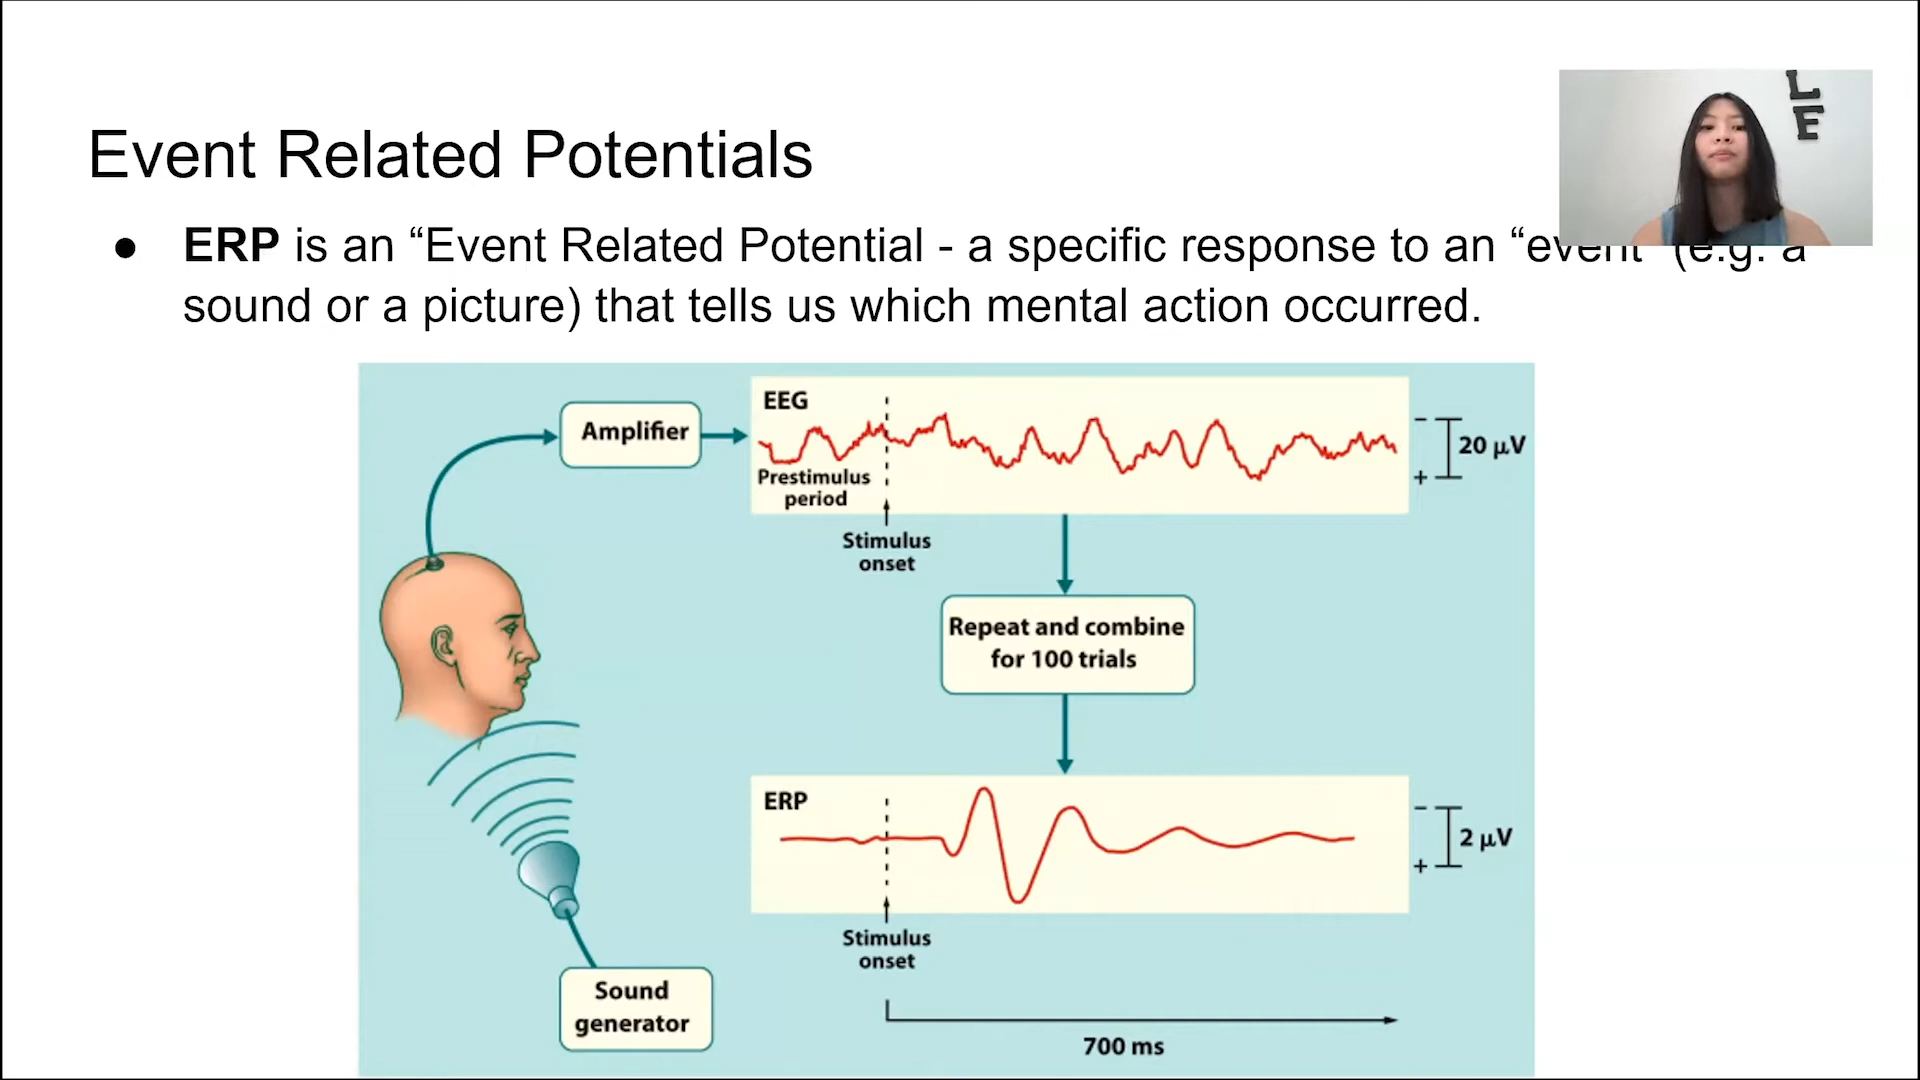 L
E
Event Related Potentials
● ERP is an “Event Related Potential - a specific response to an “event” (e.g. a
sound or a picture) that tells us which mental action occurred.
Amplifier
EEG
Prestimulus
period
Stimulus
onset
- + 20 µV
Repeat and combine
for 100 trials
ERP
Stimulus
onset
- + 2 µV
700 ms
Sound
generator